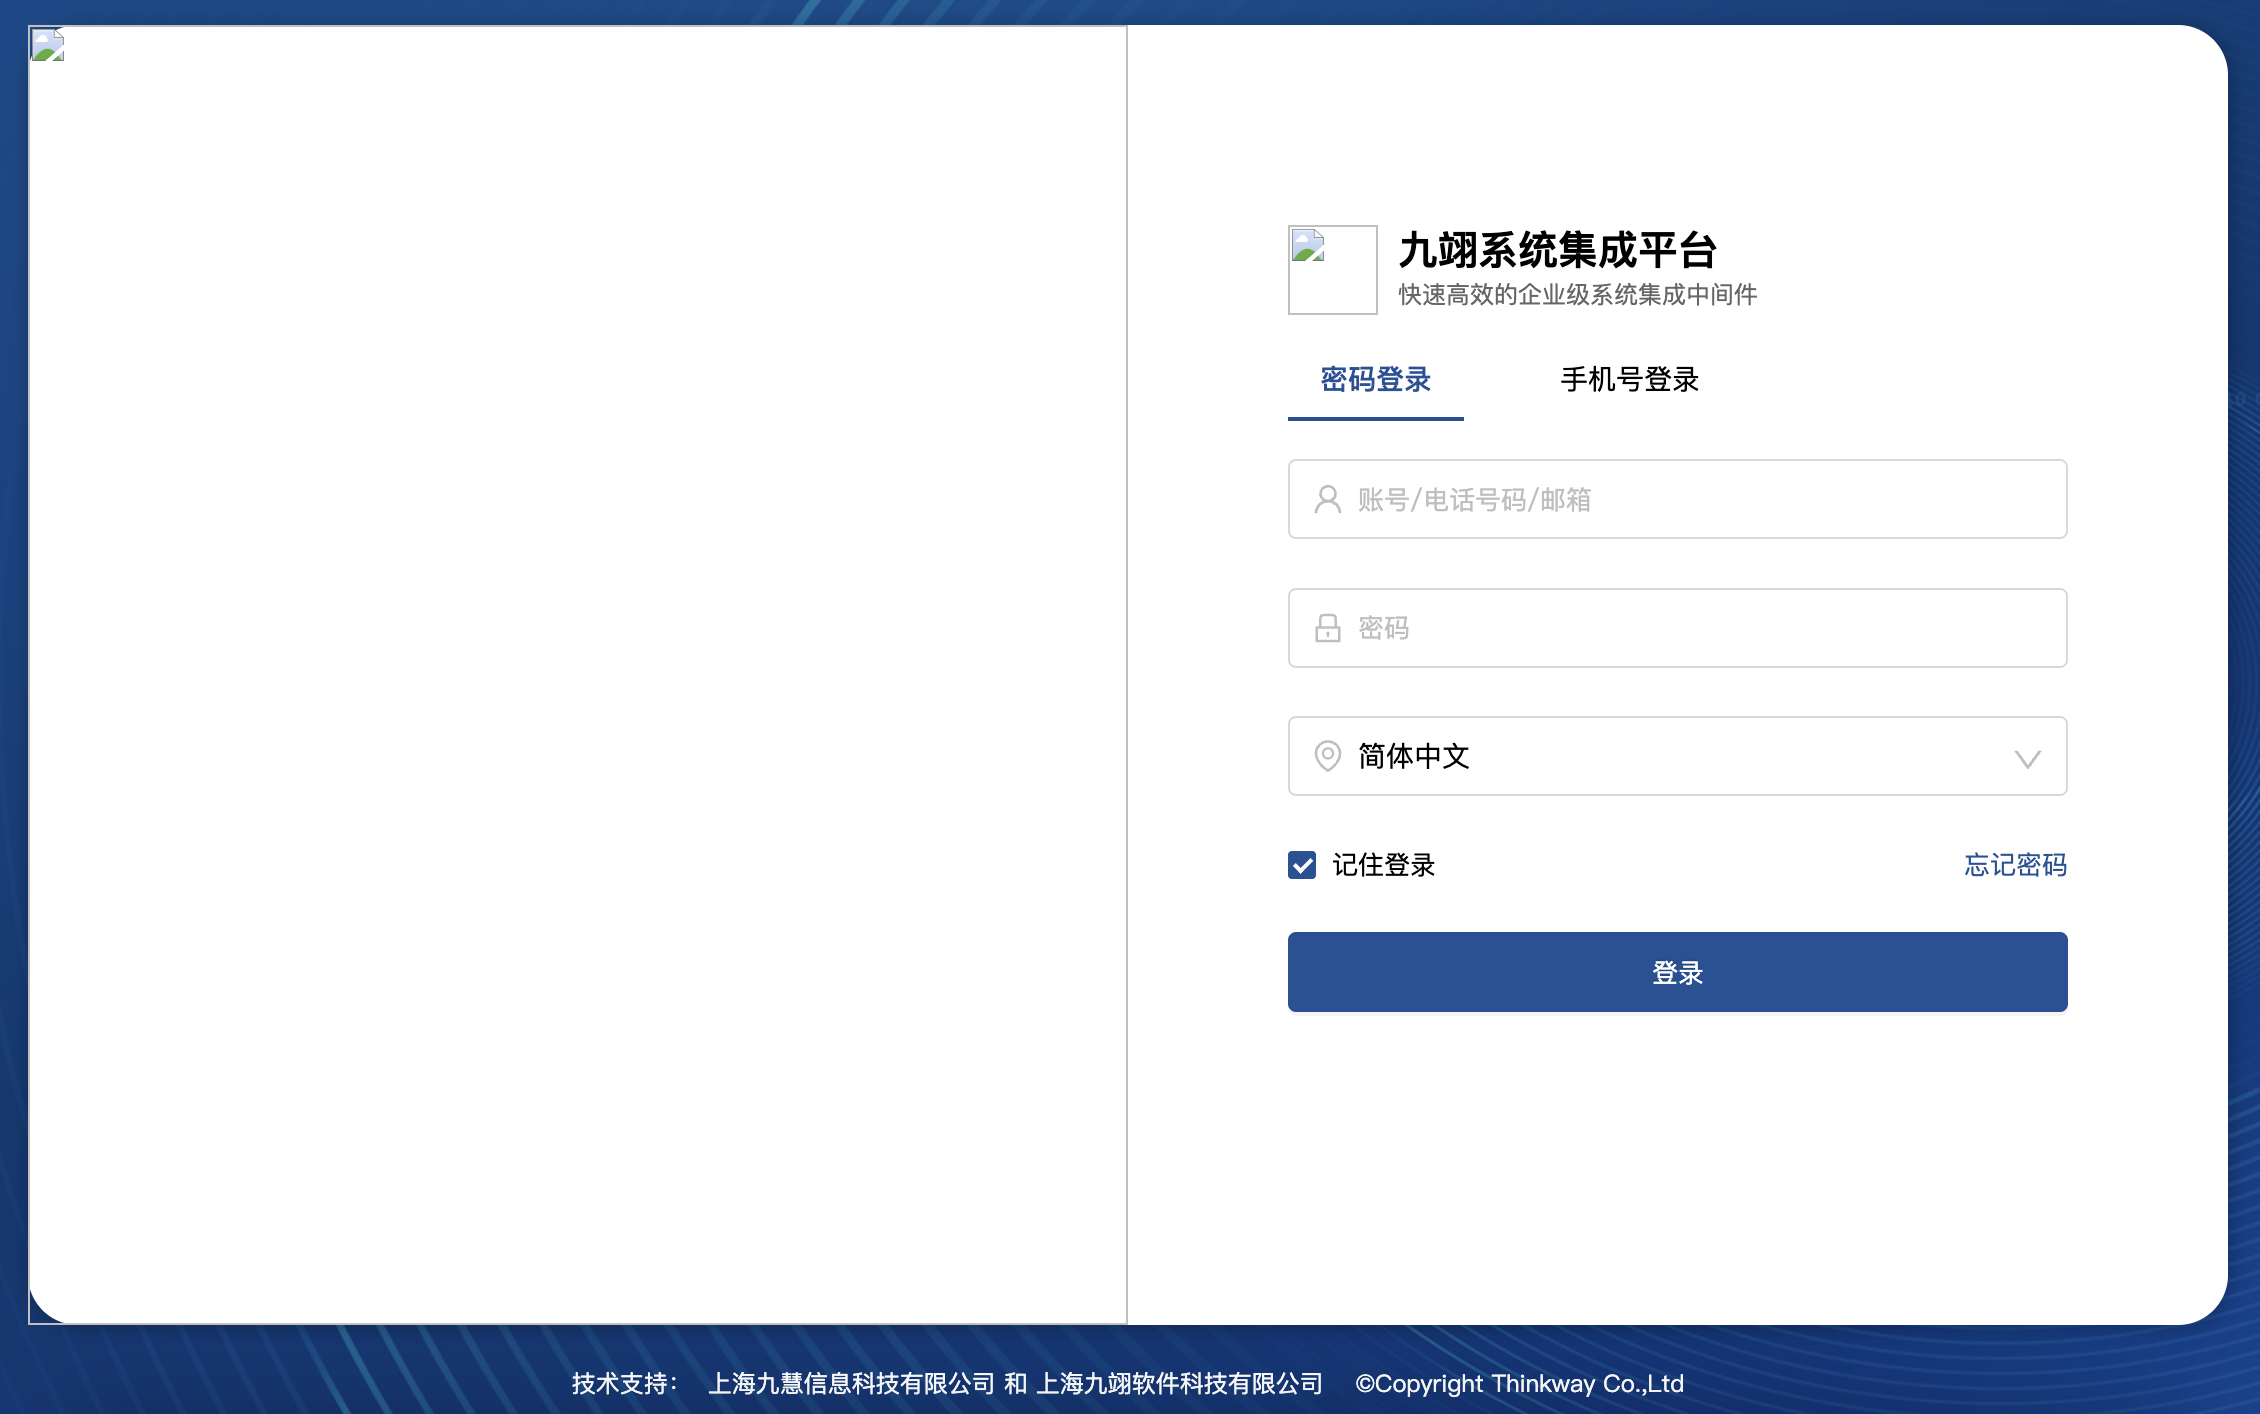 九翊系统集成平台
快速高效的企业级系统集成中间件
密码登录 手机号登录
账号/电话号码/邮箱
密码
简体中文
记住登录 忘记密码
登录
技术支持： 上海九慧信息科技有限公司 和 上海九翊软件科技有限公司 ©Copyright Thinkway Co.,Ltd